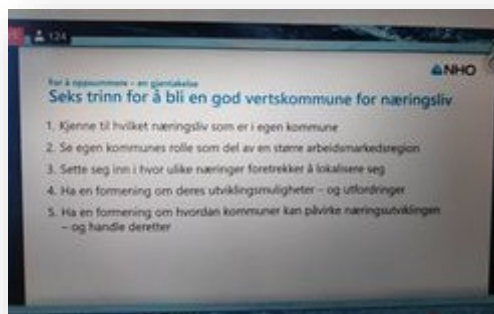 124
NHO
For å oppsummere – en gjentakelse
Seks trinn for å bli en god vertskommune for næringsliv
1. Kjenne til hvilket næringsliv som er i egen kommune
2. Se egen kommunes rolle som del av en større arbeidsmarkedsregion
3. Sette seg inn i hvor ulike næringer foretrekker å lokalisere seg
4. Ha en formening om deres utviklingsmuligheter – og utfordringer
5. Ha en formening om hvordan kommuner kan påvirke næringsutviklingen
– og handle deretter